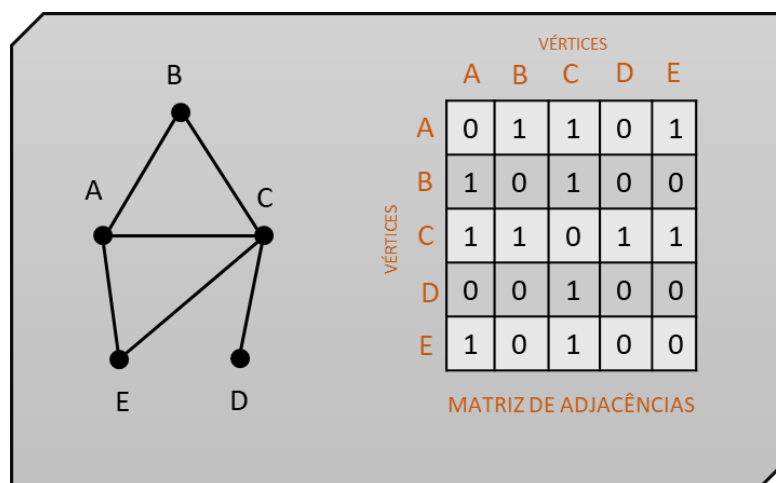 B
A
C
E
D
VÉRTICES
A B C D E
VÉRTICES
A 0 1 1 0 1
B 1 0 1 0 0
C 1 1 0 1 1
D 0 0 1 0 0
E 1 0 1 0 0
MATRIZ DE ADJACÊNCIAS